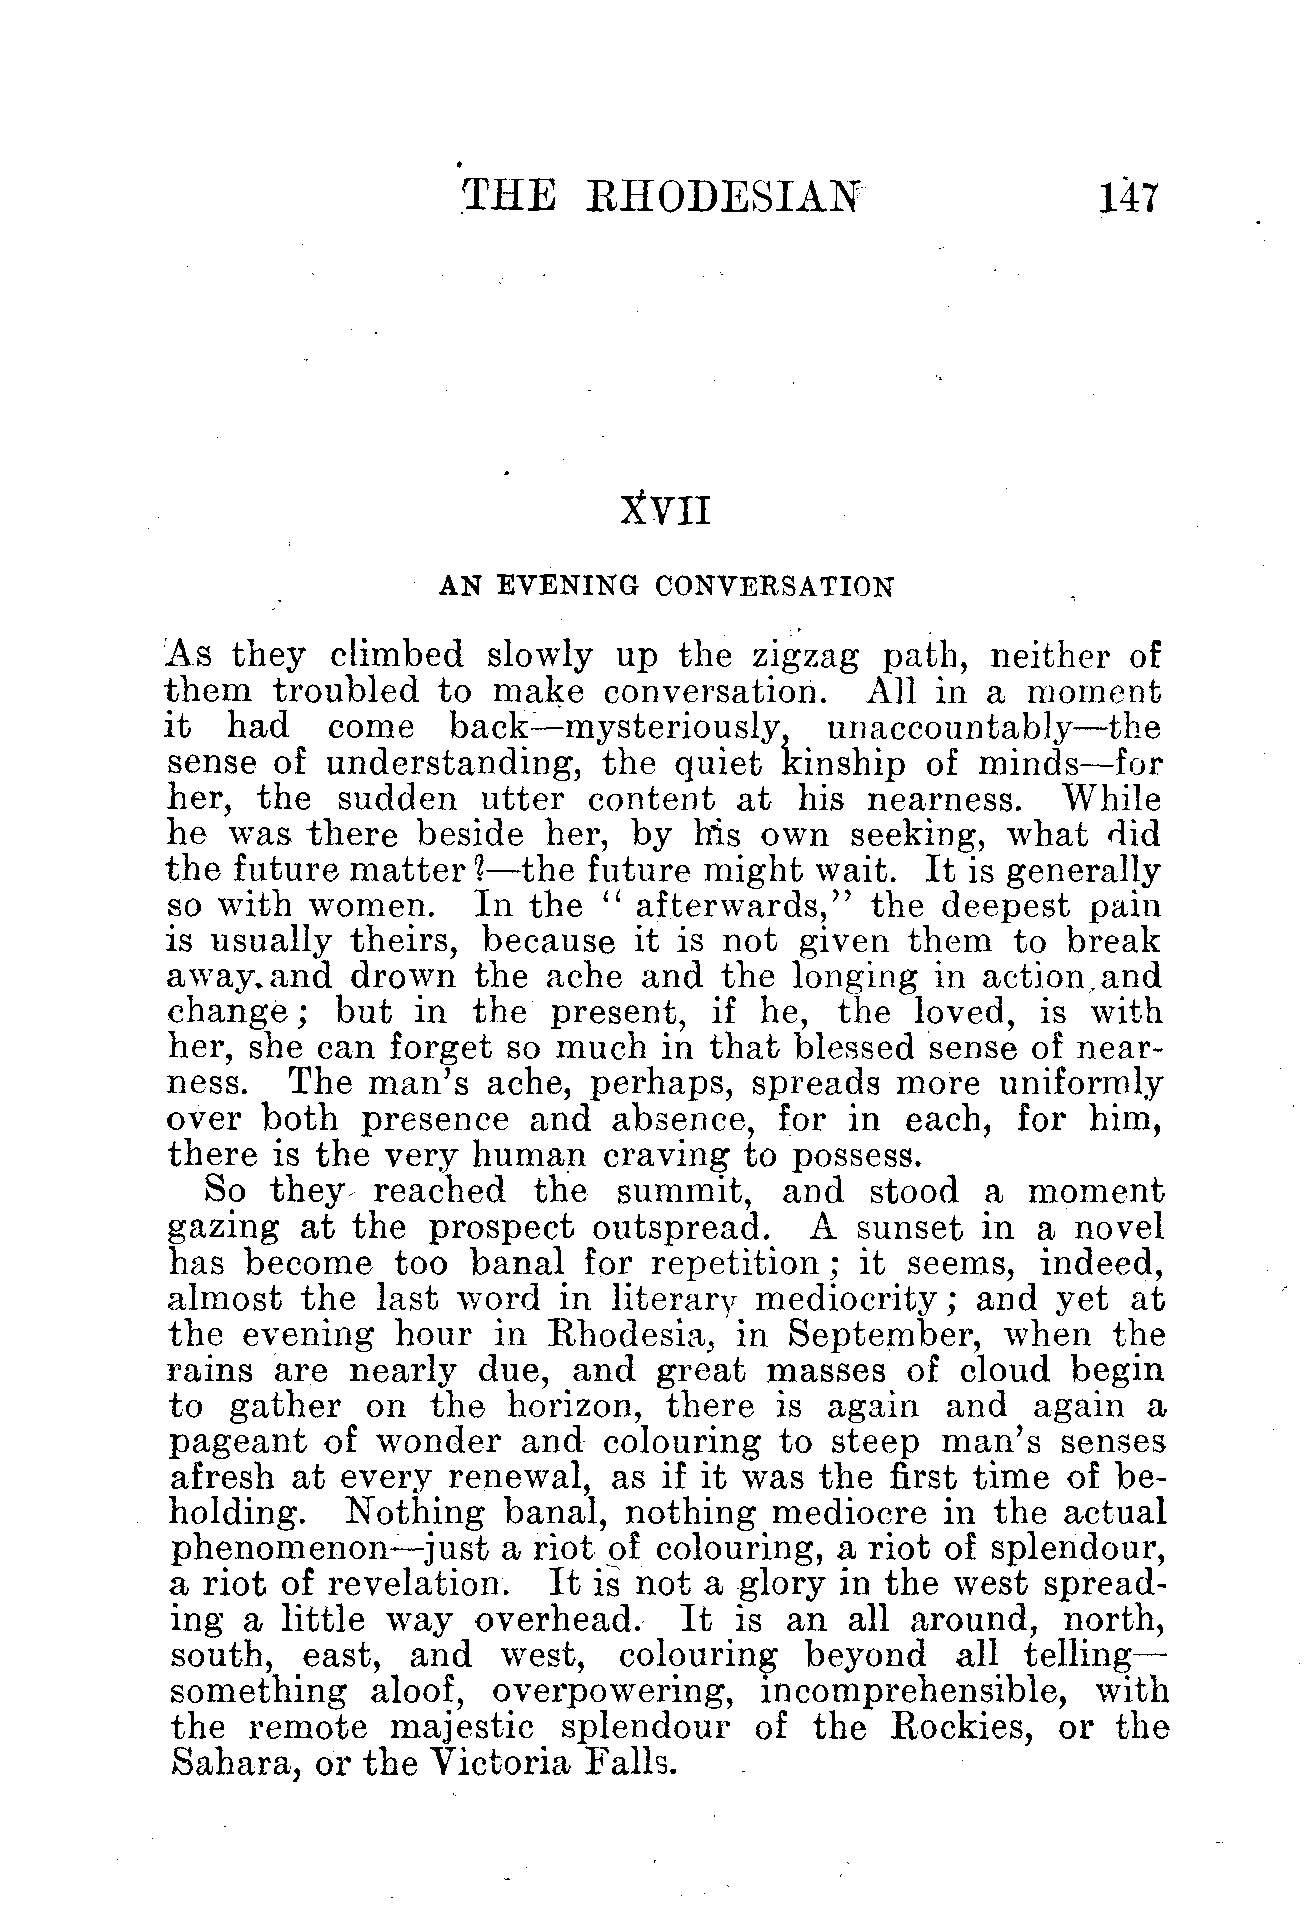 THE RHODESIAN 147
XVII
AN EVENING CONVERSATION
As they climbed slowly up the zigzag path, neither of
them troubled to make conversation. All in a moment
it had come back—mysteriously, unaccountably—the
sense of understanding, the quiet kinship of minds—for
her, the sudden utter content at his nearness. While
he was there beside her, by his own seeking, what did
the future matter?—the future might wait. It is generally
so with women. In the " afterwards," the deepest pain
is usually theirs, because it is not given them to break
away and drown the ache and the longing in action and
change; but in the present, if he, the loved, is with
her, she can forget so much in that blessed sense of near-
ness. The man's ache, perhaps, spreads more uniformly
over both presence and absence, for in each, for him,
there is the very human craving to possess.
So they reached the summit, and stood a moment
gazing at the prospect outspread. A sunset in a novel
has become too banal for repetition; it seems, indeed,
almost the last word in literary mediocrity; and yet at
the evening hour in Rhodesia, in September, when the
rains are nearly due, and great masses of cloud begin
to gather on the horizon, there is again and again a
pageant of wonder and colouring to steep man's senses
afresh at every renewal, as if it was the first time of be-
holding. Nothing banal, nothing mediocre in the actual
phenomenon—just a riot of colouring, a riot of splendour,
a riot of revelation. It is not a glory in the west spread-
ing a little way overhead. It is an all around, north,
south, east, and west, colouring beyond all telling—
something aloof, overpowering, incomprehensible, with
the remote majestic splendour of the Rockies, or the
Sahara, or the Victoria Falls.